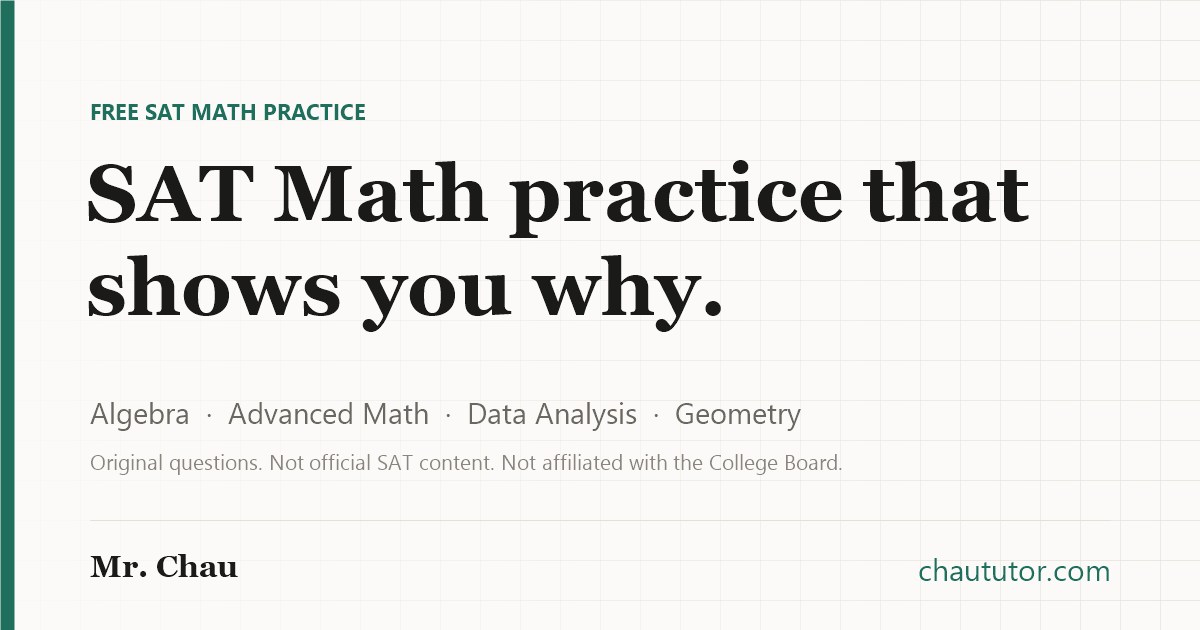 FREE SAT MATH PRACTICE
SAT Math practice that
shows you why.
Algebra · Advanced Math · Data Analysis · Geometry
Original questions. Not official SAT content. Not affiliated with the College Board.
Mr. Chau
chaututor.com